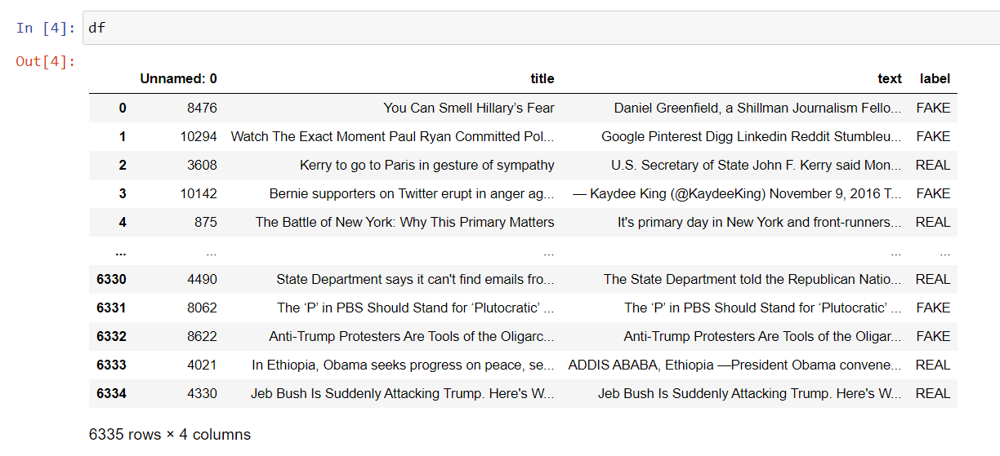 In [4]: df
Out[4]:
Unnamed: 0 title text label
0 8476 You Can Smell Hillary’s Fear Daniel Greenfield, a Shillman Journalism Fello... FAKE
1 10294 Watch The Exact Moment Paul Ryan Committed Pol... Google Pinterest Digg Linkedin Reddit Stumbleu... FAKE
2 3608 Kerry to go to Paris in gesture of sympathy U.S. Secretary of State John F. Kerry said Mon... REAL
3 10142 Bernie supporters on Twitter erupt in anger ag... — Kaydee King (@KaydeeKing) November 9, 2016 T... FAKE
4 875 The Battle of New York: Why This Primary Matters It's primary day in New York and front-runners... REAL
... ... ... ... ...
6330 4490 State Department says it can't find emails fro... The State Department told the Republican Natio... REAL
6331 8062 The ‘P’ in PBS Should Stand for ‘Plutocratic’ ... The ‘P’ in PBS Should Stand for ‘Plutocratic’ ... FAKE
6332 8622 Anti-Trump Protesters Are Tools of the Oligarc... Anti-Trump Protesters Are Tools of the Oligar... FAKE
6333 4021 In Ethiopia, Obama seeks progress on peace, se... ADDIS ABABA, Ethiopia —President Obama convene... REAL
6334 4330 Jeb Bush Is Suddenly Attacking Trump. Here's W... Jeb Bush Is Suddenly Attacking Trump. Here's W... REAL
6335 rows × 4 columns